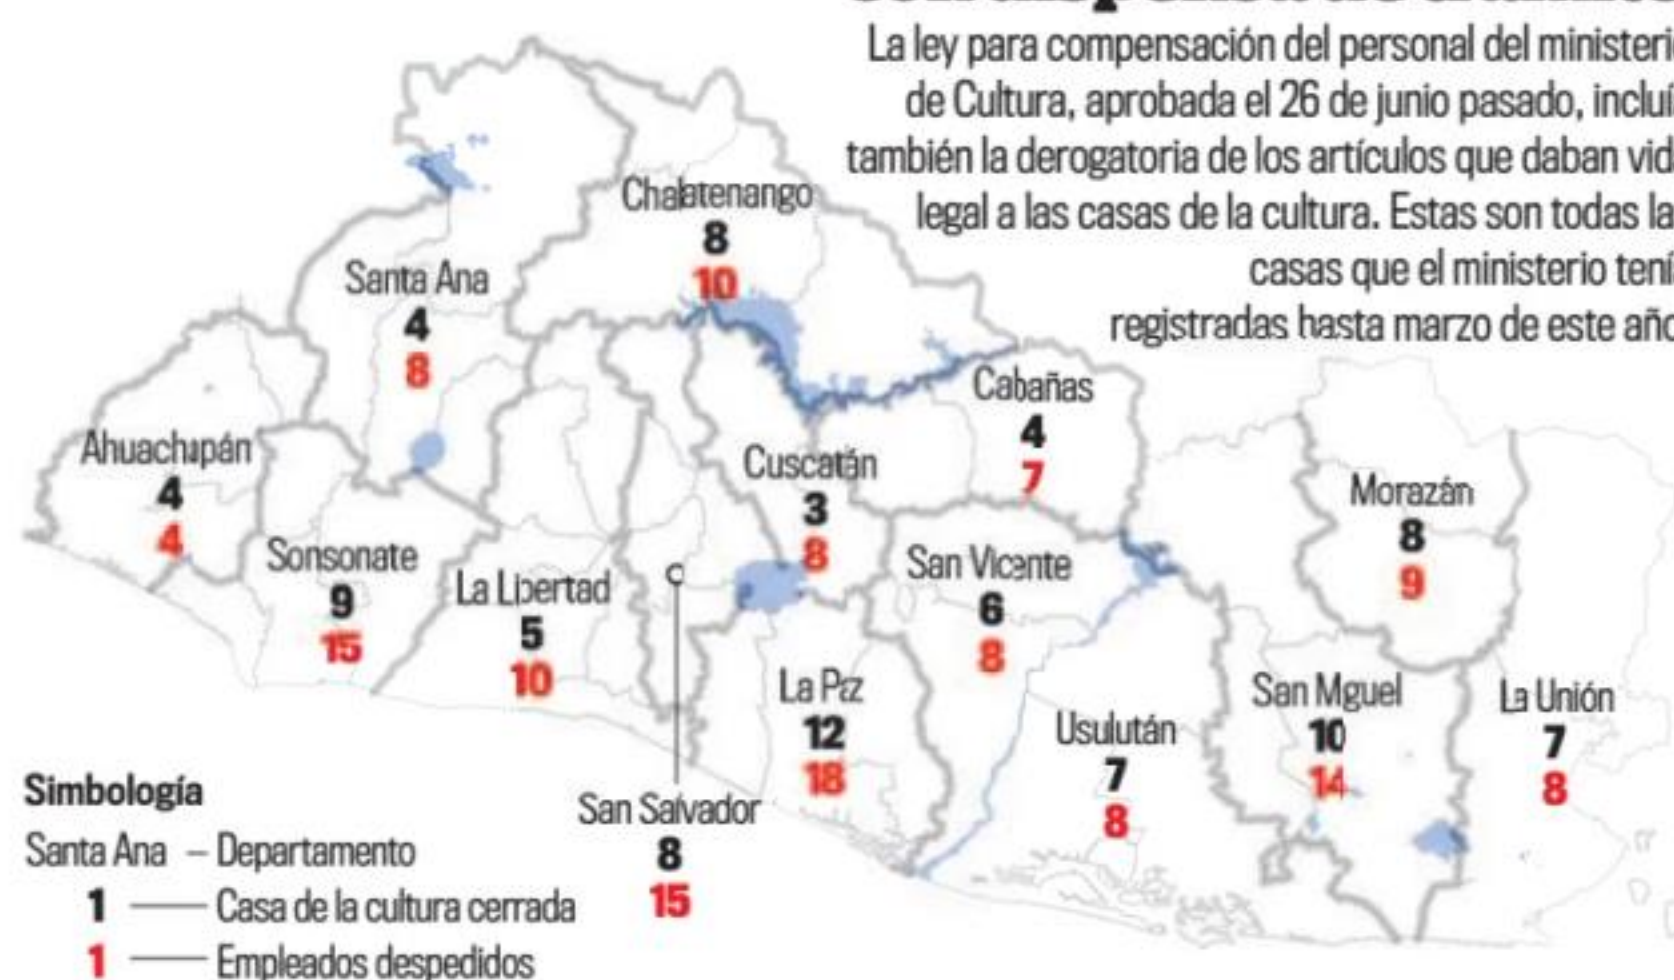 La ley para compensación del personal del ministeri
de Cultura, aprobada el 26 de junio pasado, incluí
también la derogatoria de los artículos que daban vid
legal a las casas de la cultura. Estas son todas la
casas que el ministerio tení
registradas hasta marzo de este año
Chalatenango
8
10
Santa Ana
4
8
Cabañas
4
7
Ahuachapán
4
4
Cuscatán
3
8
Morazán
8
9
Sonsonate
9
15
La Libertad
5
10
San Vicente
6
8
La Paz
12
18
Usulután
7
8
San Mguel
10
14
La Unión
7
8
San Salvador
8
15
Simbología
Santa Ana – Departamento
1 Casa de la cultura cerrada
1 Empleados despedidos